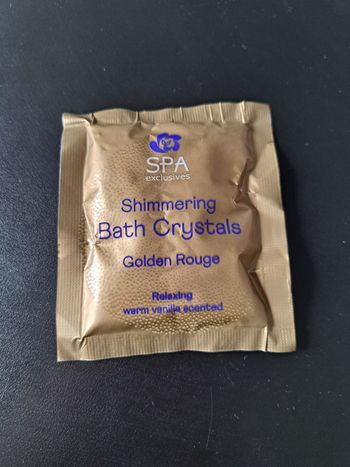 SPA
exclusives
Shimmering
Bath Crystals
Golden Rouge
Relaxing
warm vanilla scented